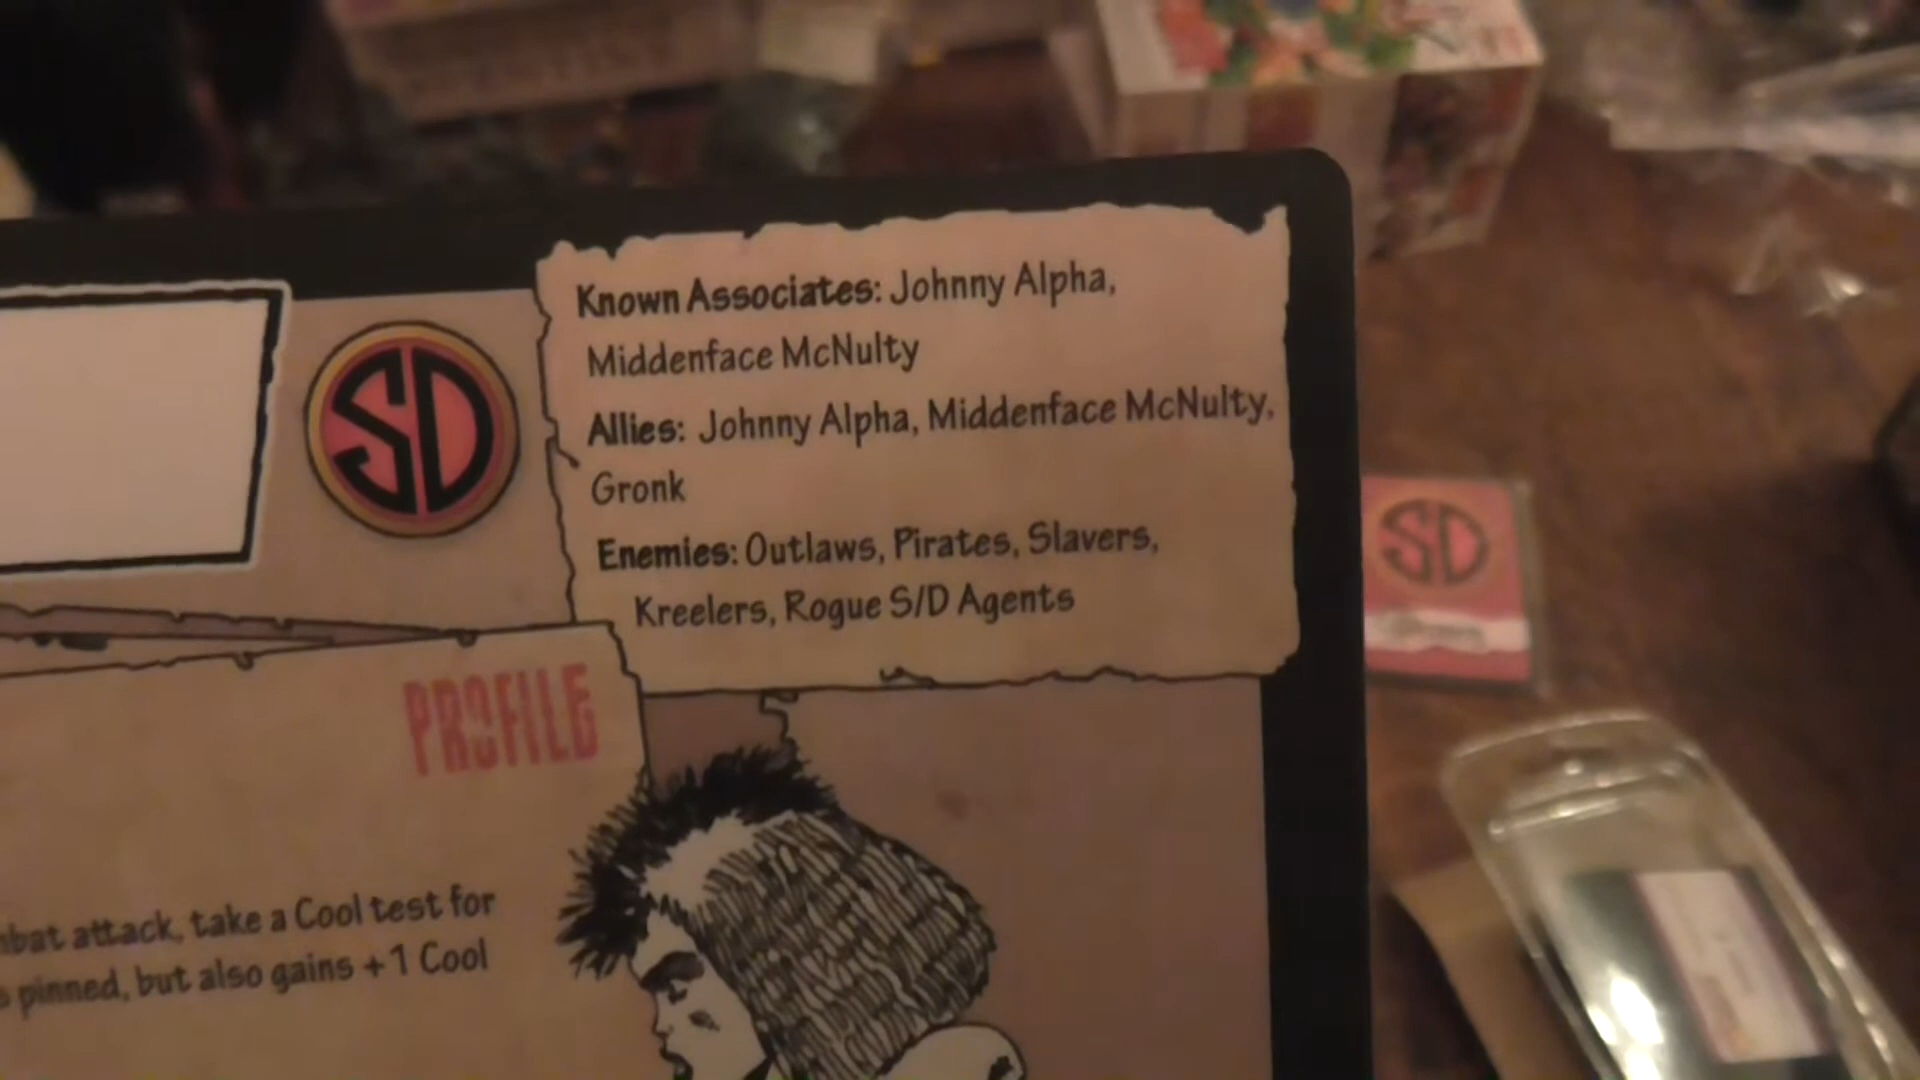 Known Associates: Johnny Alpha,
Middenface McNulty
Allies: Johnny Alpha, Middenface McNulty,
Gronk
Enemies: Outlaws, Pirates, Slavers,
Kreelers, Rogue S/D Agents
SD
PROFILE
attack, take a Cool test for
pinned, but also gains +1 Cool
SD